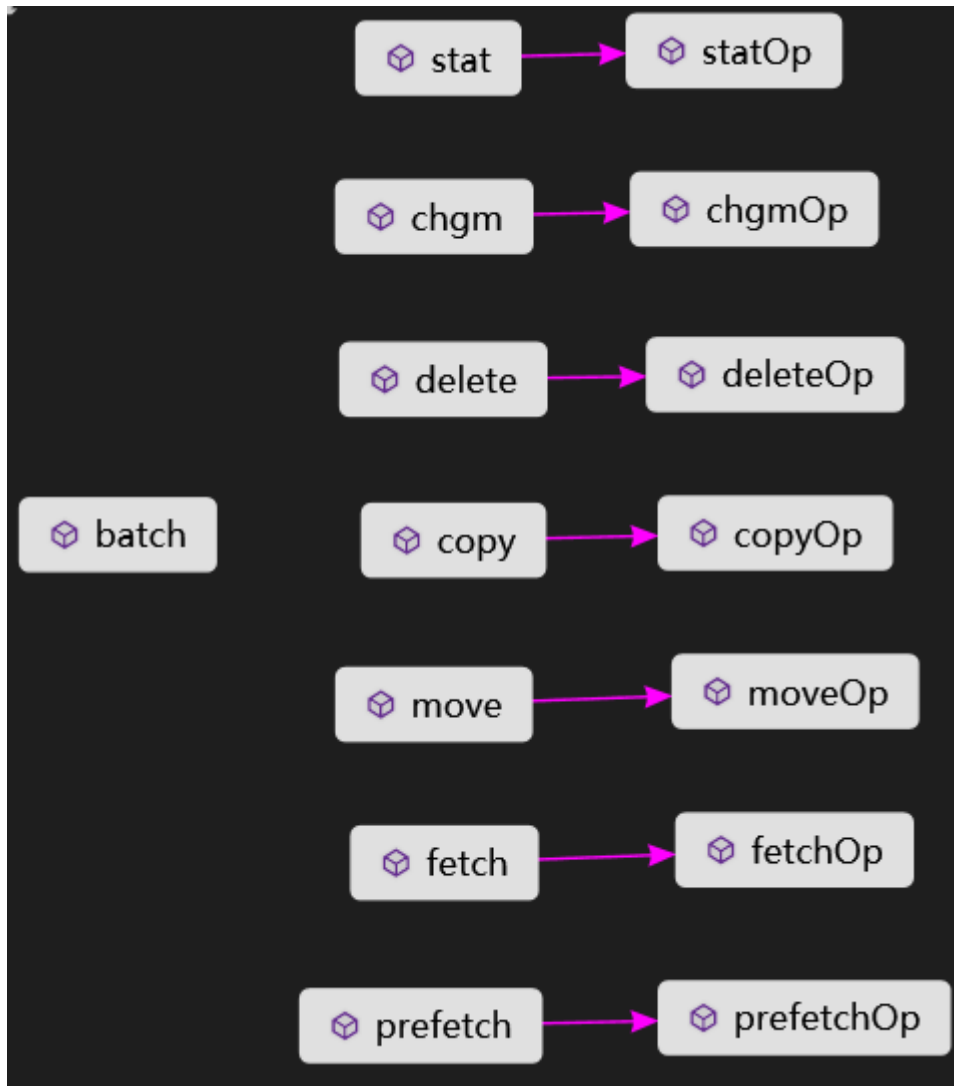 stat
statOp
chgm
chgmOp
delete
deleteOp
batch
copy
copyOp
move
moveOp
fetch
fetchOp
prefetch
prefetchOp